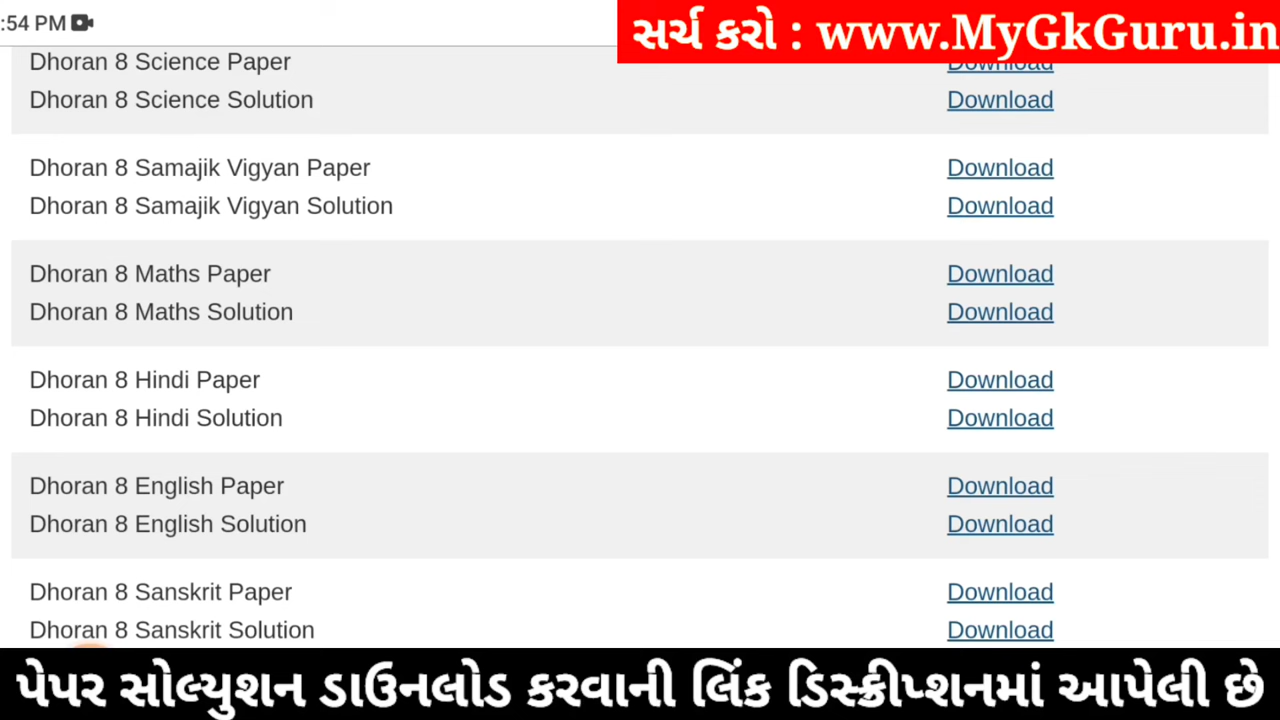 :54 PM
સર્ચ કરો : www.MyGkGuru.in
Dhoran 8 Science Paper Download
Dhoran 8 Science Solution Download
Dhoran 8 Samajik Vigyan Paper Download
Dhoran 8 Samajik Vigyan Solution Download
Dhoran 8 Maths Paper Download
Dhoran 8 Maths Solution Download
Dhoran 8 Hindi Paper Download
Dhoran 8 Hindi Solution Download
Dhoran 8 English Paper Download
Dhoran 8 English Solution Download
Dhoran 8 Sanskrit Paper Download
Dhoran 8 Sanskrit Solution Download
પેપર સોલ્યુશન ડાઉનલોડ કરવાની લિંક ડિસ્ક્રીપ્શનમાં આપેલી છે